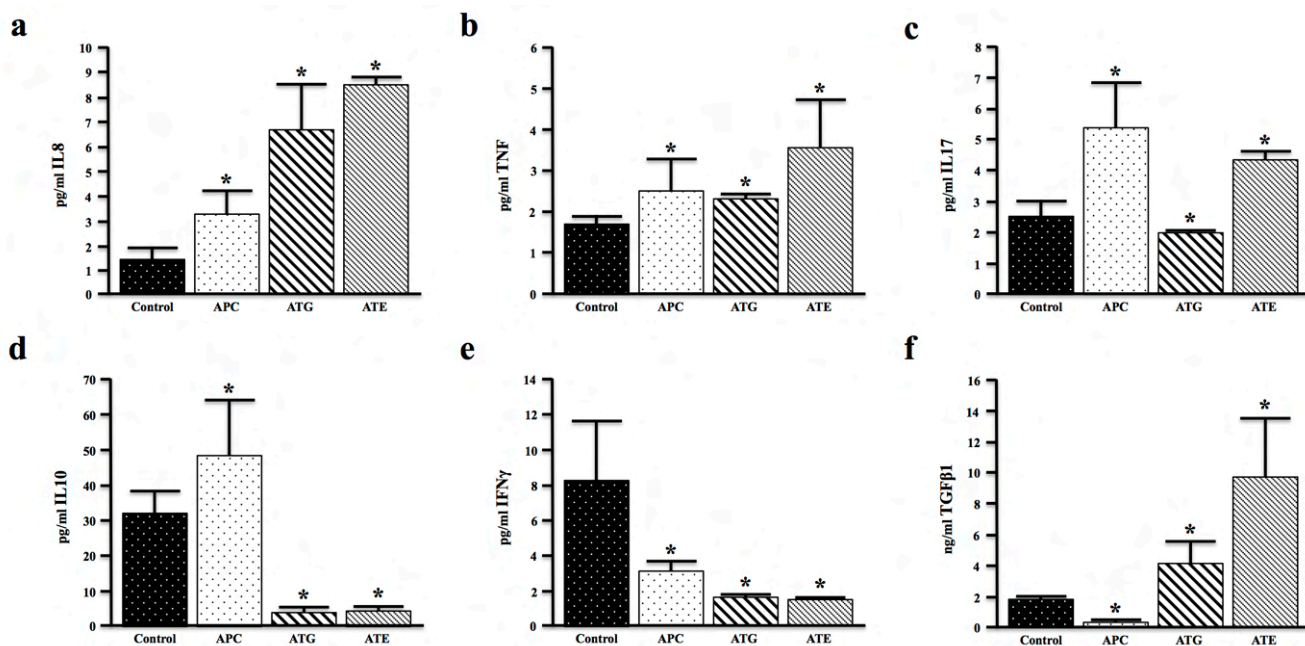 a
pg/ml IL8
10
9
8
7
6
5
4
3
2
1
0
* * *
Control APC ATG ATE
b
pg/ml TNF
6
5
4
3
2
1
0
* * *
Control APC ATG ATE
c
pg/ml IL17
8
7
6
5
4
3
2
1
0
* * *
Control APC ATG ATE
d
pg/ml IL10
70
60
50
40
30
20
10
0
* * *
Control APC ATG ATE
e
pg/ml IFNγ
14
12
10
8
6
4
2
0
* * *
Control APC ATG ATE
f
ng/ml TGFβ1
16
14
12
10
8
6
4
2
0
* * *
Control APC ATG ATE